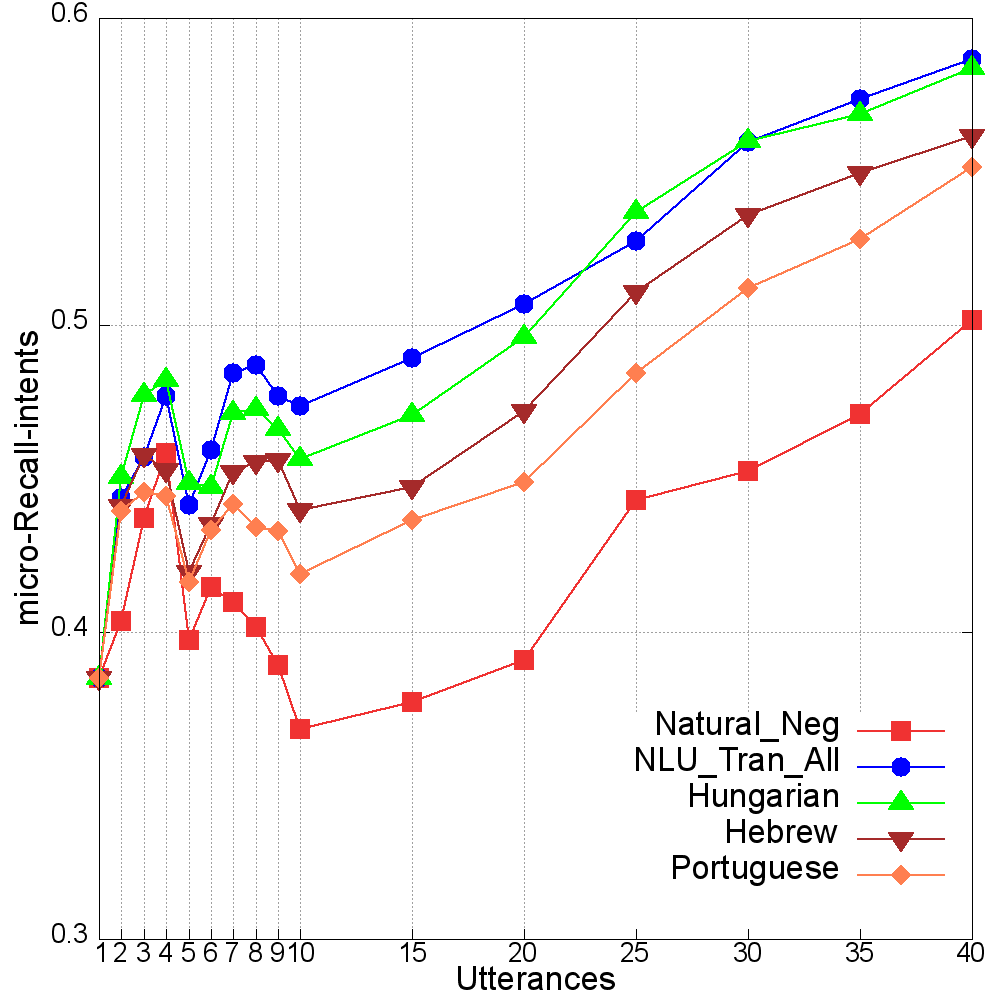 0.6
0.5
0.4
0.3
micro-Recall-intents
Natural_Neg
NLU_Tran_All
Hungarian
Hebrew
Portuguese
1 2 3 4 5 6 7 8 9 10 15 20 25 30 35 40
Utterances